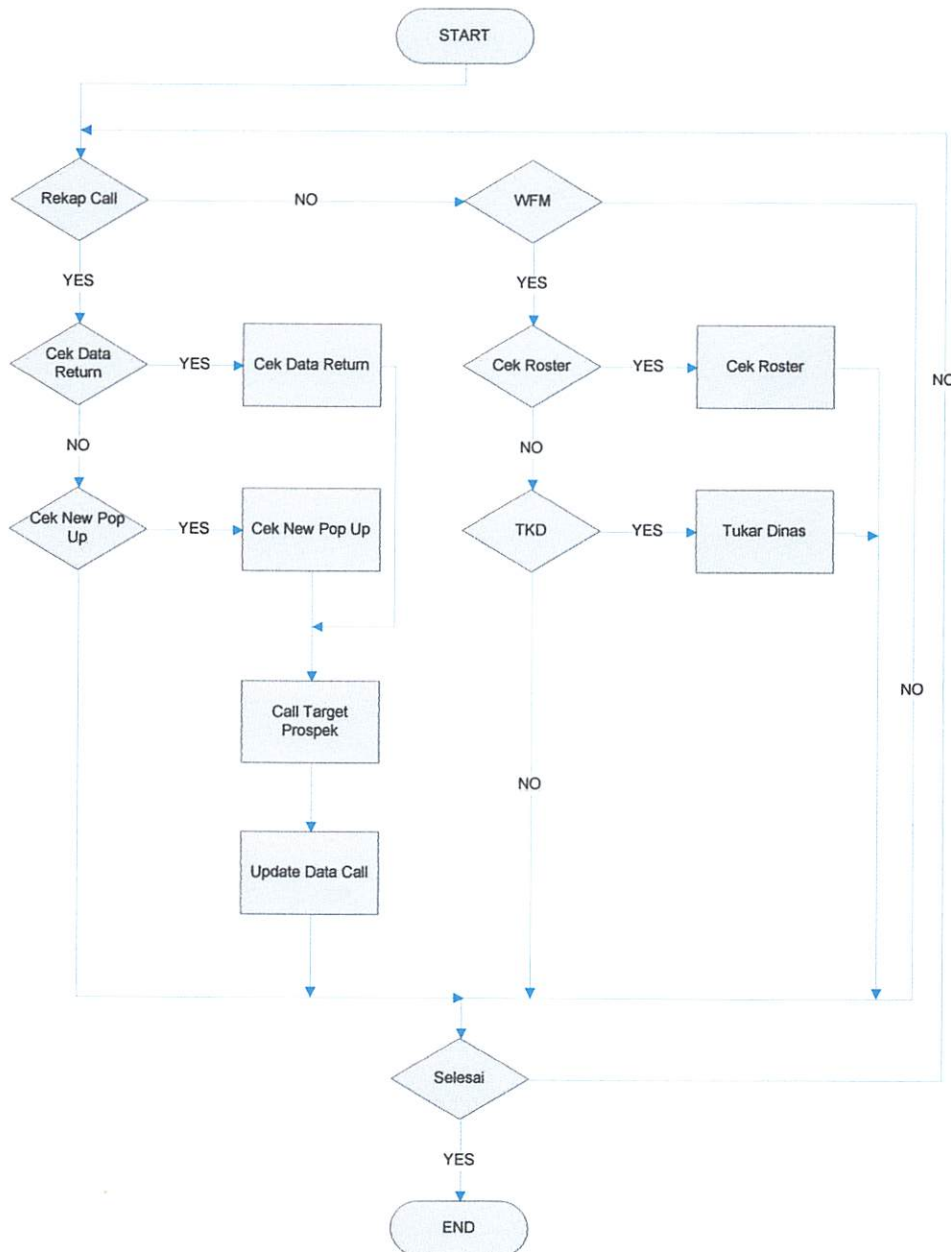 START
Rekap Call
NO
WFM
YES
YES
Cek Data
Return
YES
Cek Data Return
Cek Roster
YES
Cek Roster
NO
NO
NO
Cek New Pop
Up
YES
Cek New Pop Up
TKD
YES
Tukar Dinas
Call Target
Prospek
NO
NO
Update Data Call
Selesai
YES
END